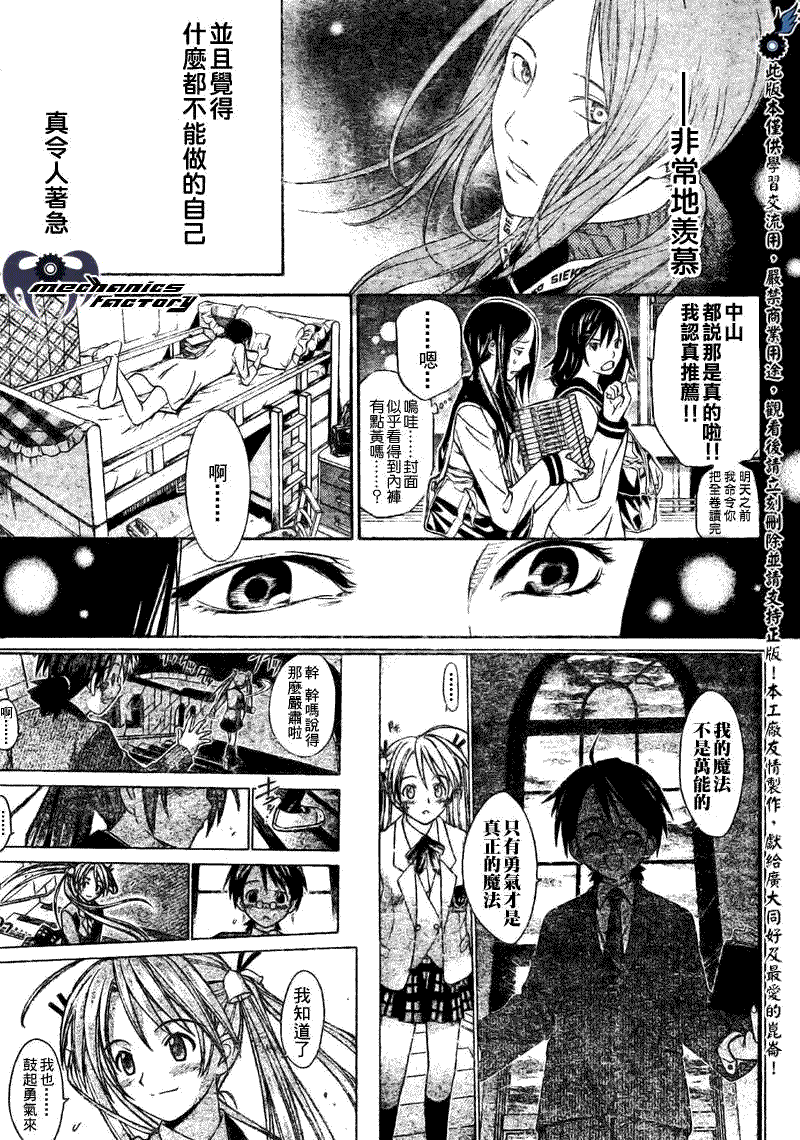 ——非常地羨慕
並且覺得
什麼都不能做的自己
真令人著急
SIEKO
mechanics
factory
中山
都說那是真的啦!!
我認真推薦!!
明天之前
我命令你
把全卷讀完
……嗯…
嗚哇……封面
似乎看得到內褲
有點黃嗎……?
啊……
我的魔法
不是萬能的
只有勇氣才是
真正的魔法
……
幹 幹嗎說得
那麼嚴肅啦
啊……
……
我知道了
我也……
鼓起勇氣來
此版本僅供學習交流用，嚴禁商業用途，觀看後請立刻刪除並請支持正版！本工廠友情製作，獻給廣大同好及最愛的崑崙！